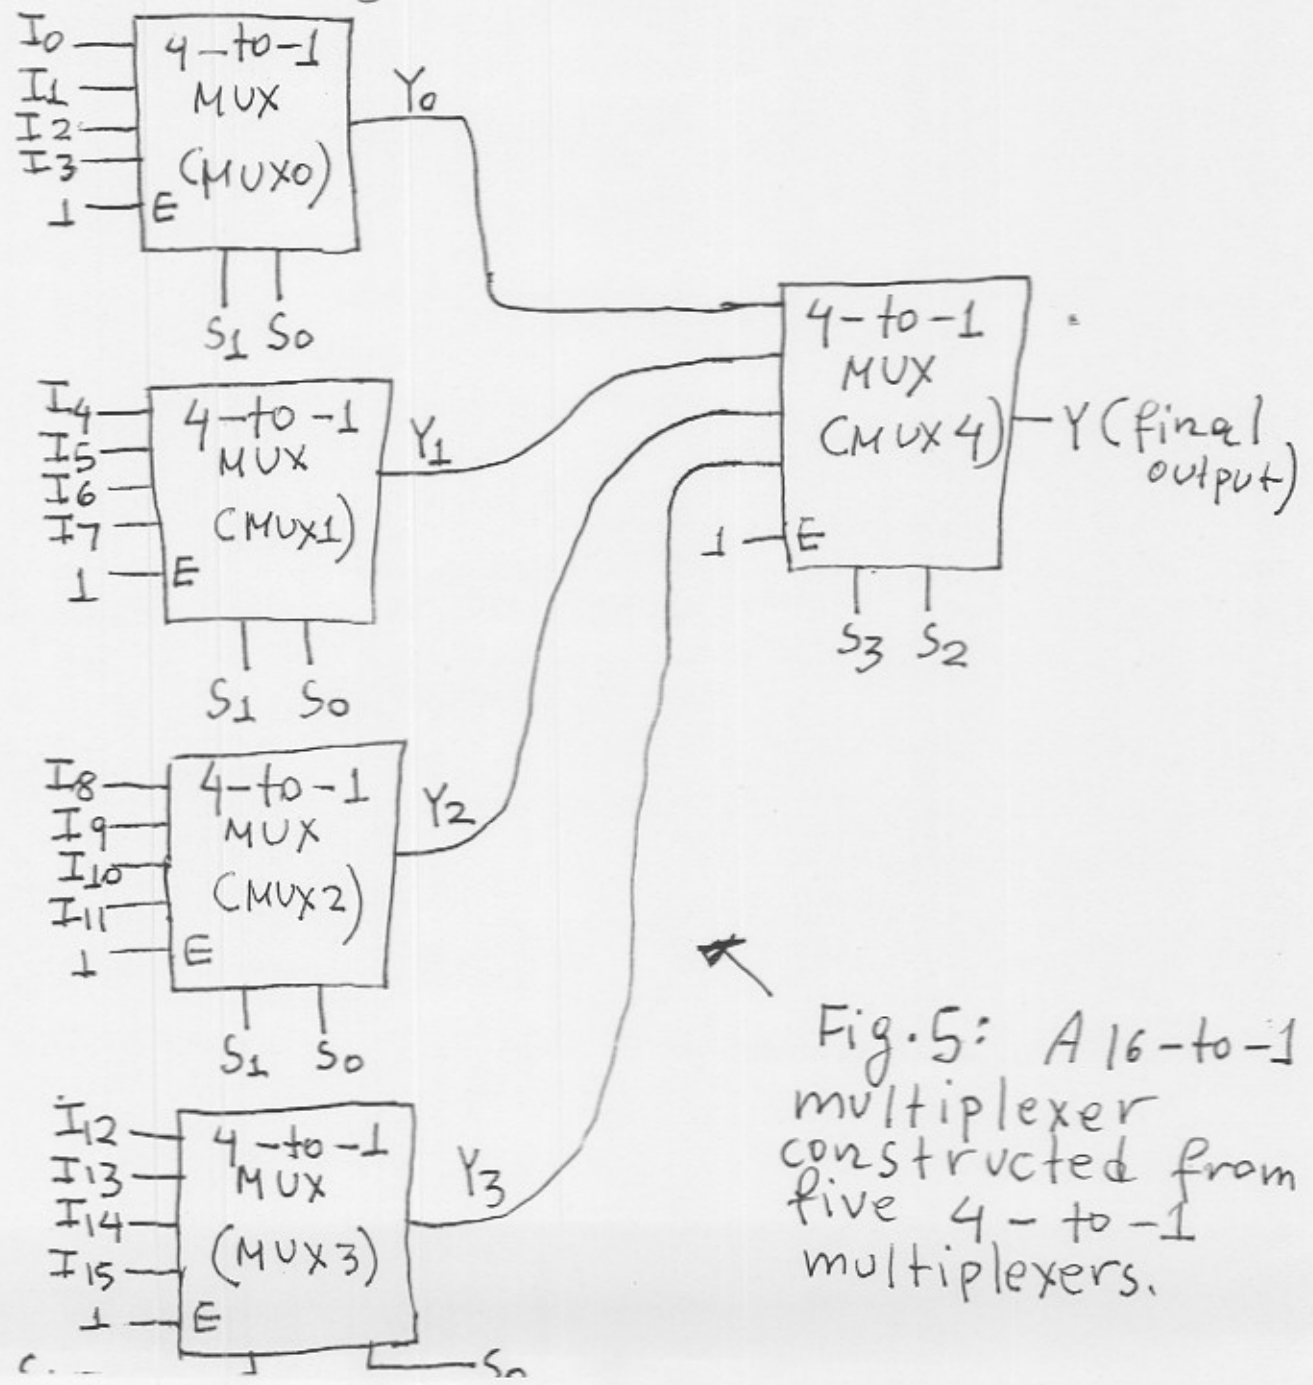 I0
I1
I2
I3
1
4-to-1
MUX
(MUX0)
E
S1 S0
Y0
I4
I5
I6
I7
1
4-to-1
MUX
(MUX1)
E
S1 S0
Y1
I8
I9
I10
I11
1
4-to-1
MUX
(MUX2)
E
S1 S0
Y2
I12
I13
I14
I15
1
4-to-1
MUX
(MUX3)
E
S0
Y3
4-to-1
MUX
(MUX4)
1
E
S3 S2
Y (final
output)
Fig.5: A 16-to-1
multiplexer
constructed from
five 4-to-1
multiplexers.